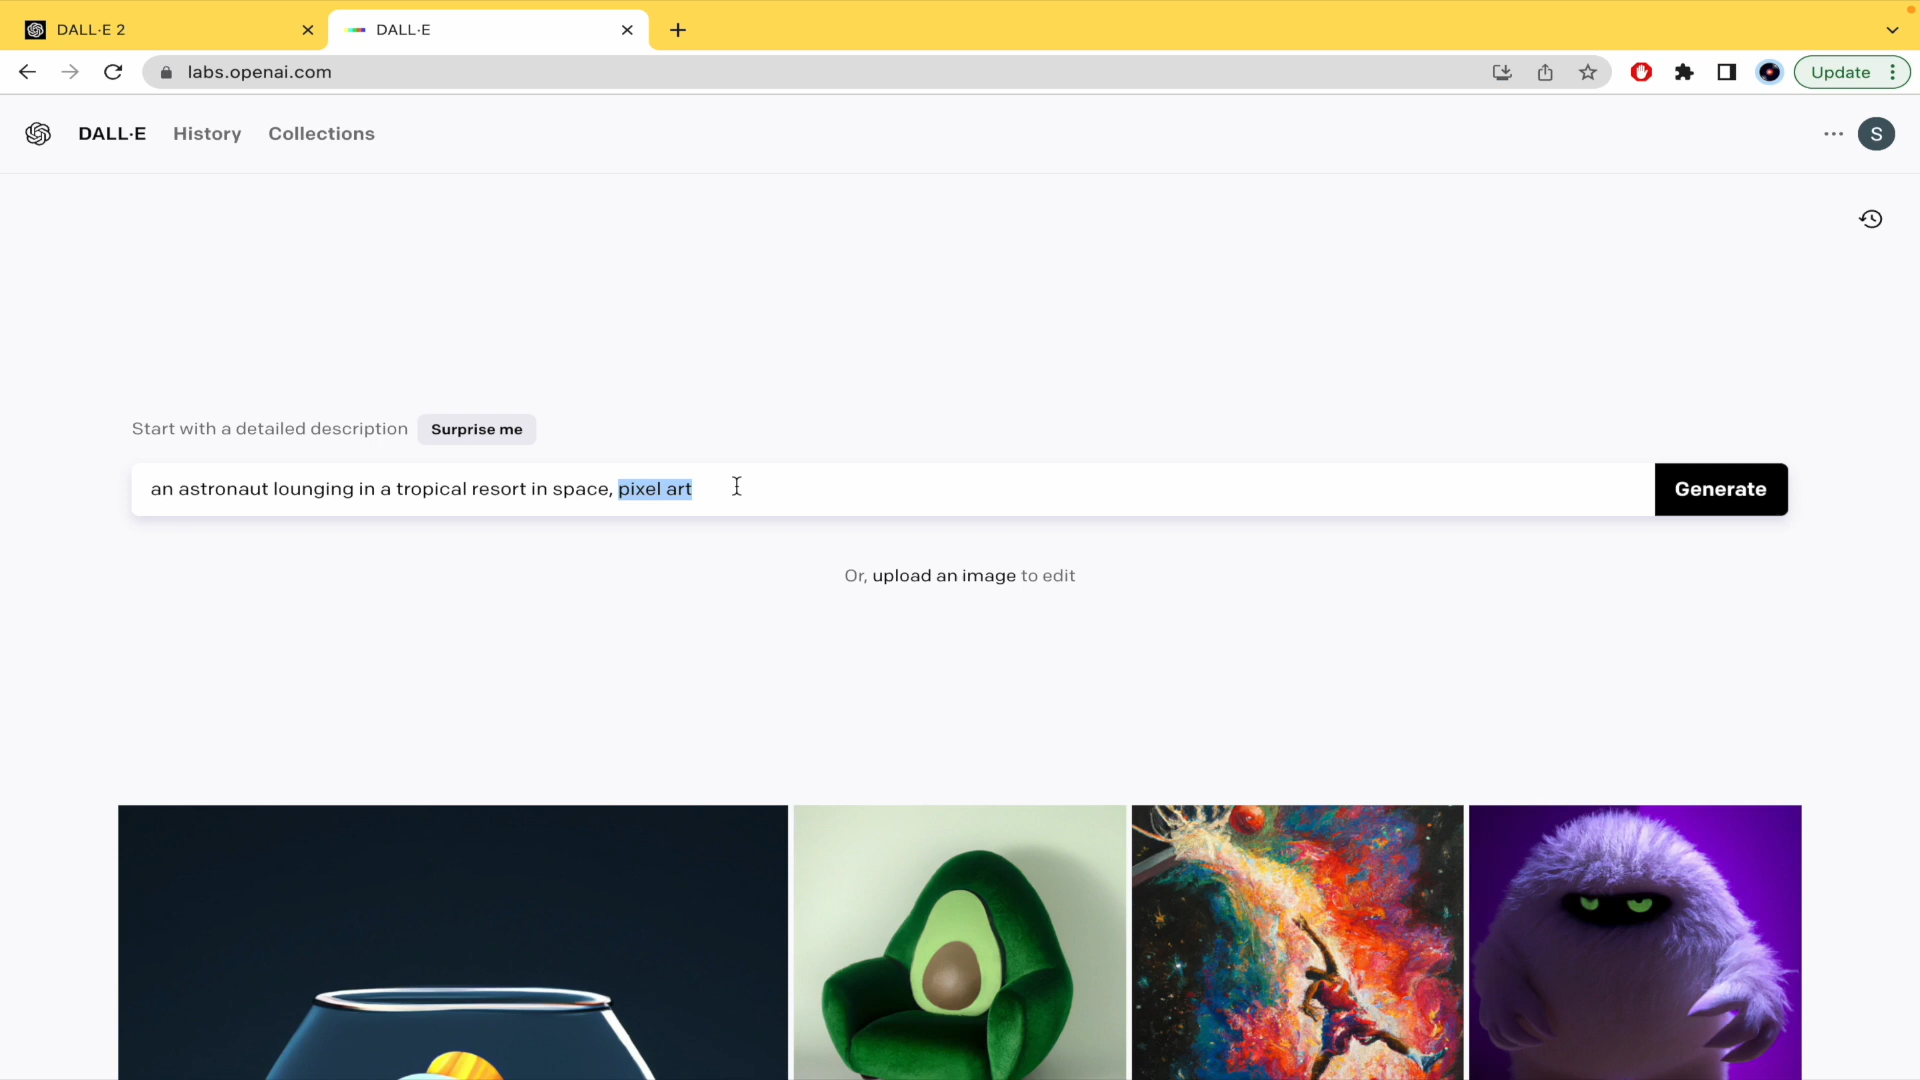 DALL·E 2
DALL·E
labs.openai.com
Update
DALL·E History Collections
S
Start with a detailed description Surprise me
an astronaut lounging in a tropical resort in space, pixel art
Generate
Or, upload an image to edit